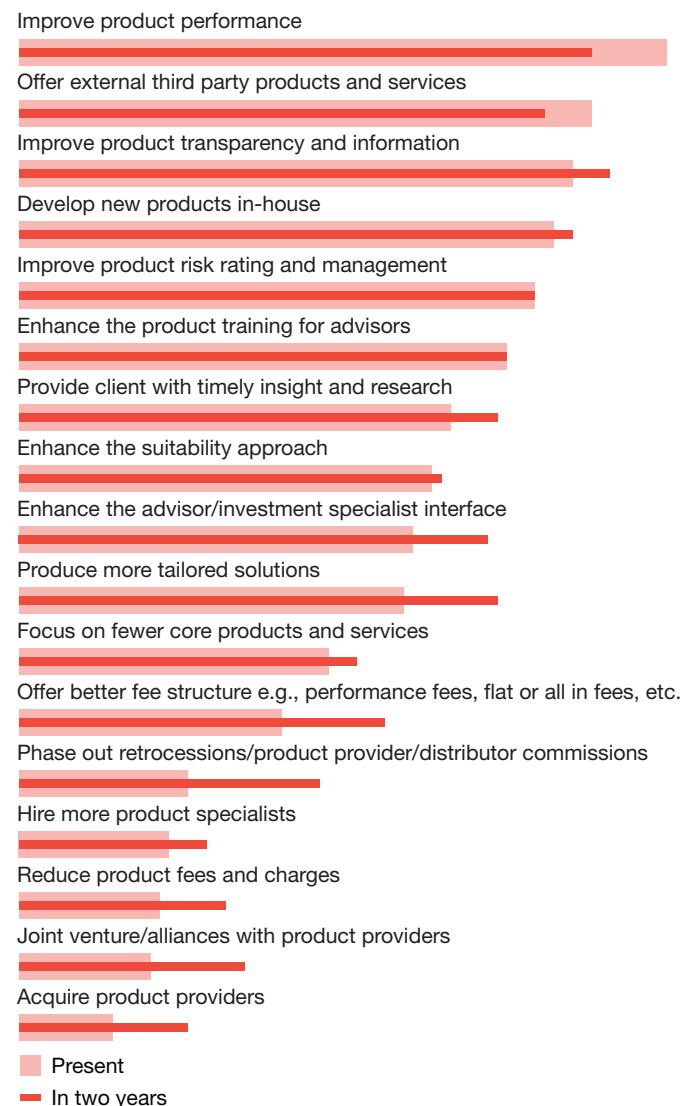 Improve product performance
Offer external third party products and services
Improve product transparency and information
Develop new products in-house
Improve product risk rating and management
Enhance the product training for advisors
Provide client with timely insight and research
Enhance the suitability approach
Enhance the advisor/investment specialist interface
Produce more tailored solutions
Focus on fewer core products and services
Offer better fee structure e.g., performance fees, flat or all in fees, etc.
Phase out retrocessions/product provider/distributor commissions
Hire more product specialists
Reduce product fees and charges
Joint venture/alliances with product providers
Acquire product providers
Present
In two years